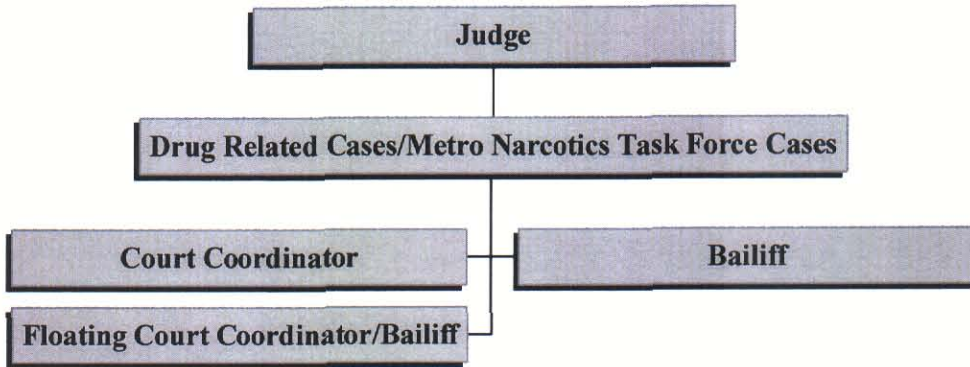 Judge
Drug Related Cases/Metro Narcotics Task Force Cases
Court Coordinator
Bailiff
Floating Court Coordinator/Bailiff